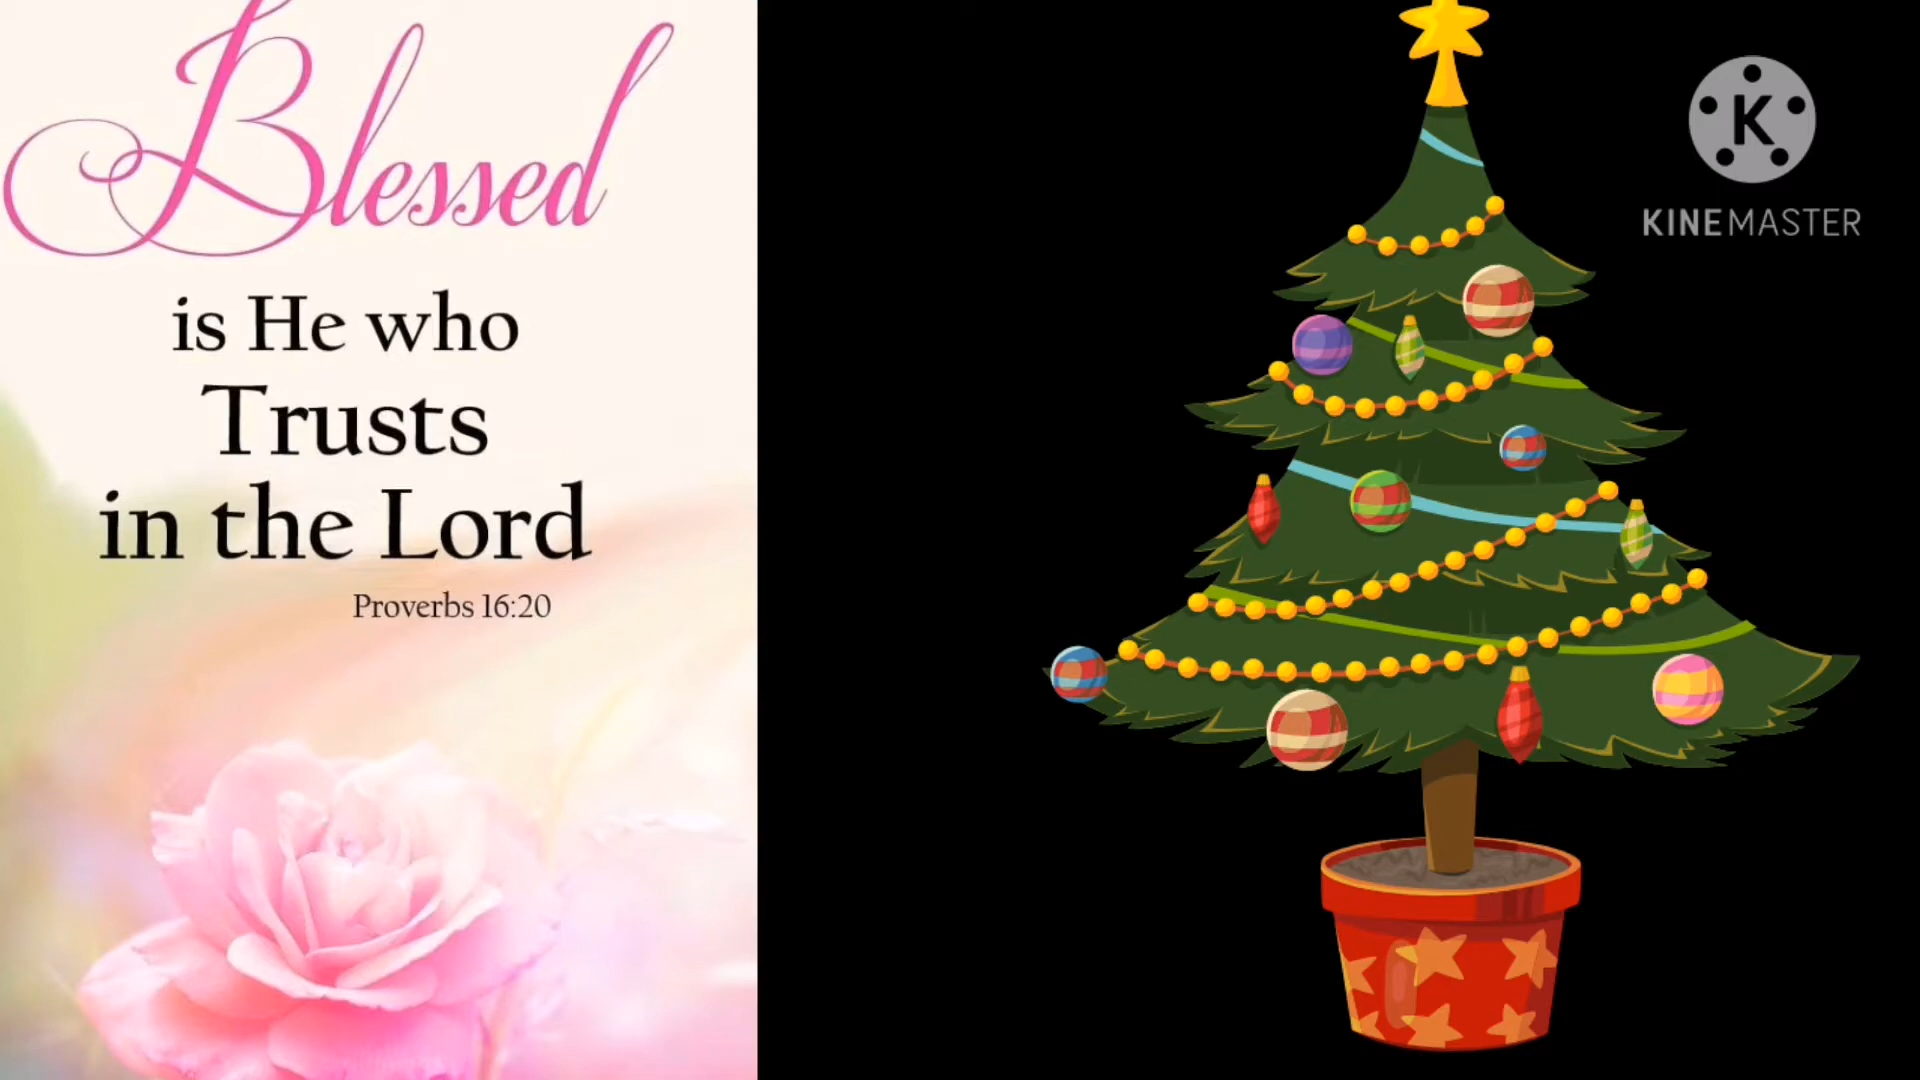 Blessed
is He who
Trusts
in the Lord
Proverbs 16:20
K
KINEMASTER